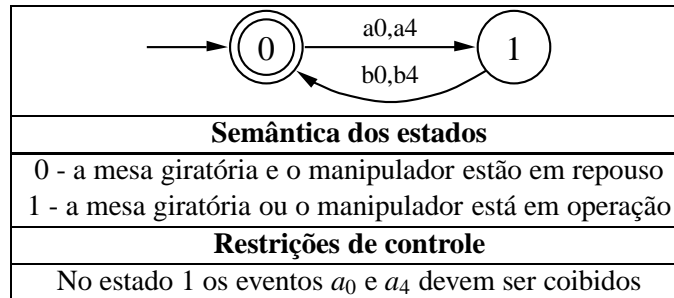 a0,a4
0
1
b0,b4
Semântica dos estados
0 - a mesa giratória e o manipulador estão em repouso
1 - a mesa giratória ou o manipulador está em operação
Restrições de controle
No estado 1 os eventos a0 e a4 devem ser coibidos